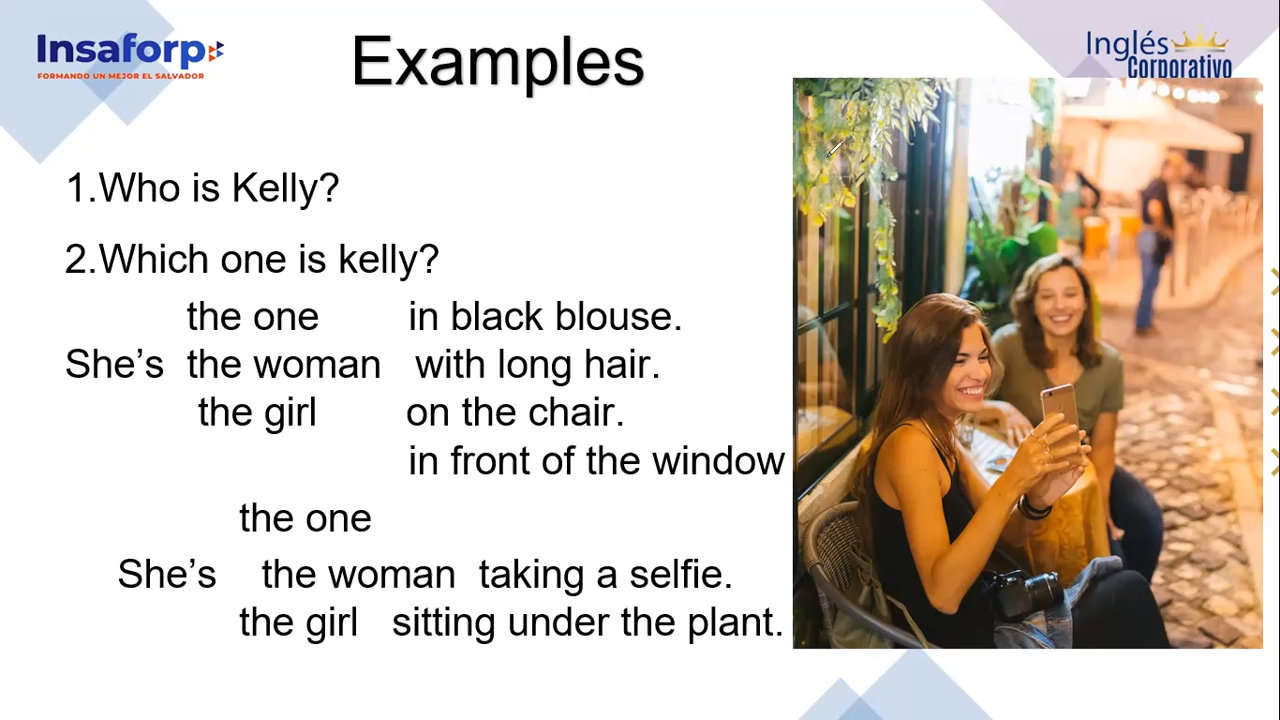 Insaforp
FORMANDO UN MEJOR EL SALVADOR
Examples
Inglés
Corporativo
1.Who is Kelly?
2.Which one is kelly?
the one in black blouse.
She's the woman with long hair.
the girl on the chair.
in front of the window
the one
She's the woman taking a selfie.
the girl sitting under the plant.